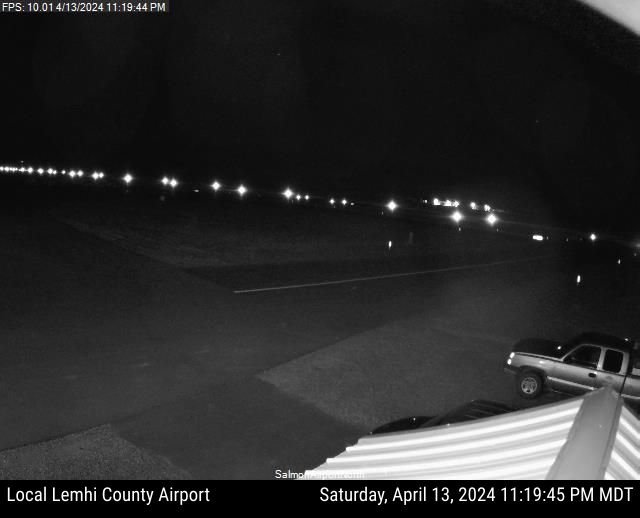 FPS: 10.01 4/13/2024 11:19:44 PM
Local Lemhi County Airport
Saturday, April 13, 2024 11:19:45 PM MDT